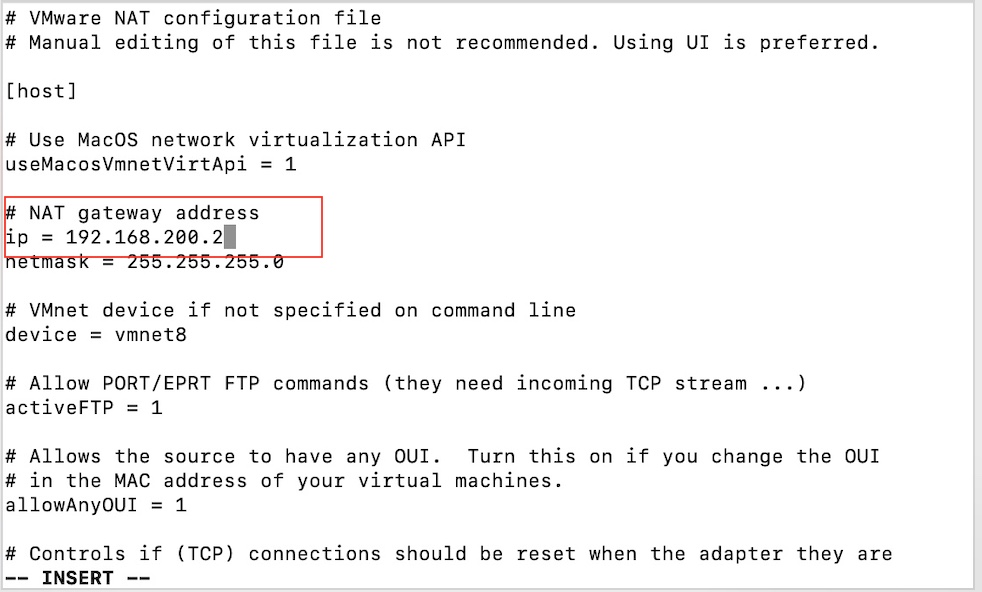 # VMware NAT configuration file
# Manual editing of this file is not recommended. Using UI is preferred.
[host]
# Use MacOS network virtualization API
useMacosVmnetVirtApi = 1
# NAT gateway address
ip = 192.168.200.2
netmask = 255.255.255.0
# VMnet device if not specified on command line
device = vmnet8
# Allow PORT/EPRT FTP commands (they need incoming TCP stream ...)
activeFTP = 1
# Allows the source to have any OUI.  Turn this on if you change the OUI
# in the MAC address of your virtual machines.
allowAnyOUI = 1
# Controls if (TCP) connections should be reset when the adapter they are
-- INSERT --